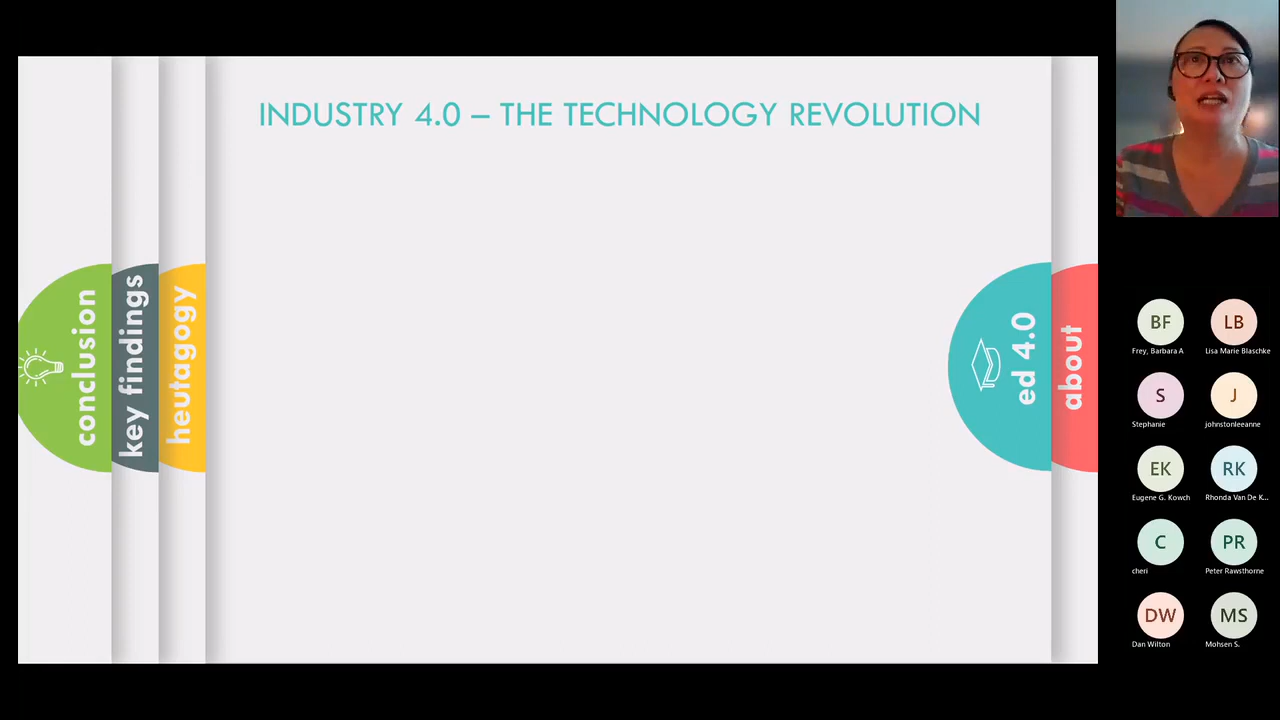 INDUSTRY 4.0 – THE TECHNOLOGY REVOLUTION
conclusion
key findings
heutagogy
ed 4.0
about
BF
Frey, Barbara A
LB
Lisa Marie Blaschke
S
Stephanie
J
johnstonleeanne
EK
Eugene G. Kowch
RK
Rhonda Van De K...
C
cheri
PR
Peter Rawsthorne
DW
Dan Wilton
MS
Mohsen S.